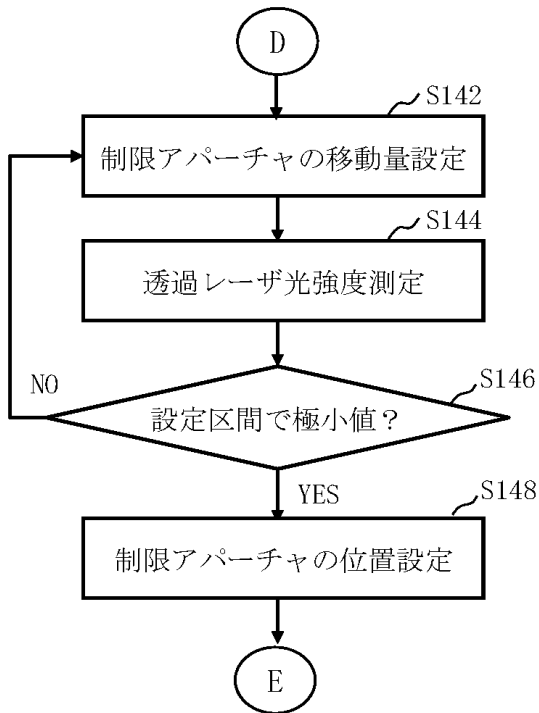 D
S142
制限アパーチャの移動量設定
S144
透過レーザ光強度測定
NO
S146
設定区間で極小値？
YES
S148
制限アパーチャの位置設定
E